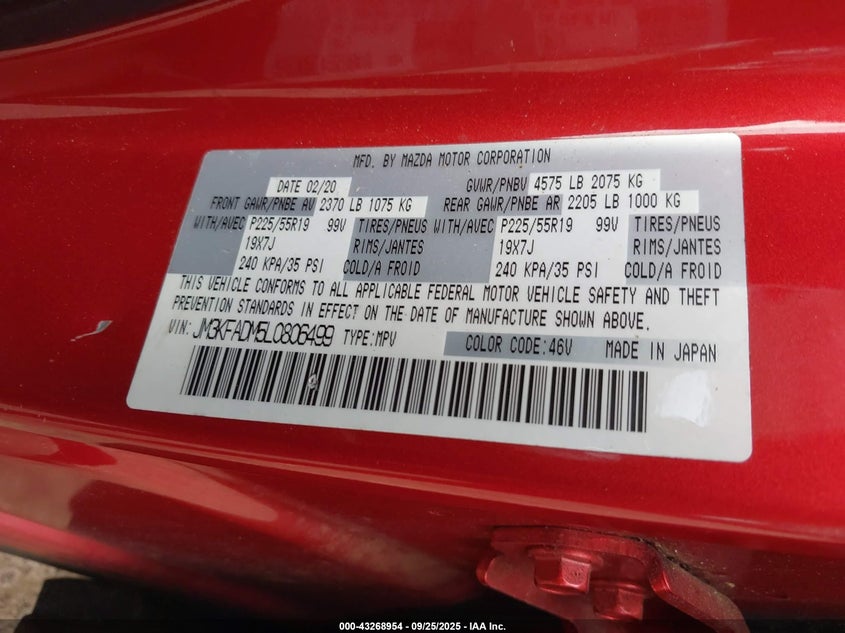 MFD. BY MAZDA MOTOR CORPORATION
DATE 02/20 GVWR/PNBV 4575 LB 2075 KG
FRONT GAWR/PNBE AV 2370 LB 1075 KG REAR GAWR/PNBE AR 2205 LB 1000 KG
WITH/AVEC P225/55R19 99V TIRES/PNEUS WITH/AVEC P225/55R19 99V TIRES/PNEUS
19X7J RIMS/JANTES 19X7J RIMS/JANTES
240 KPA/35 PSI COLD/A FROID 240 KPA/35 PSI COLD/A FROID
THIS VEHICLE CONFORMS TO ALL APPLICABLE FEDERAL MOTOR VEHICLE SAFETY AND THEFT
PREVENTION STANDARDS IN EFFECT ON THE DATE OF MANUFACTURE SHOWN ABOVE.
VIN: JM3KFADM5L0806499 TYPE:MPV COLOR CODE:46V MADE IN JAPAN
000-43268954 | 09/25/2025 | IAA Inc.